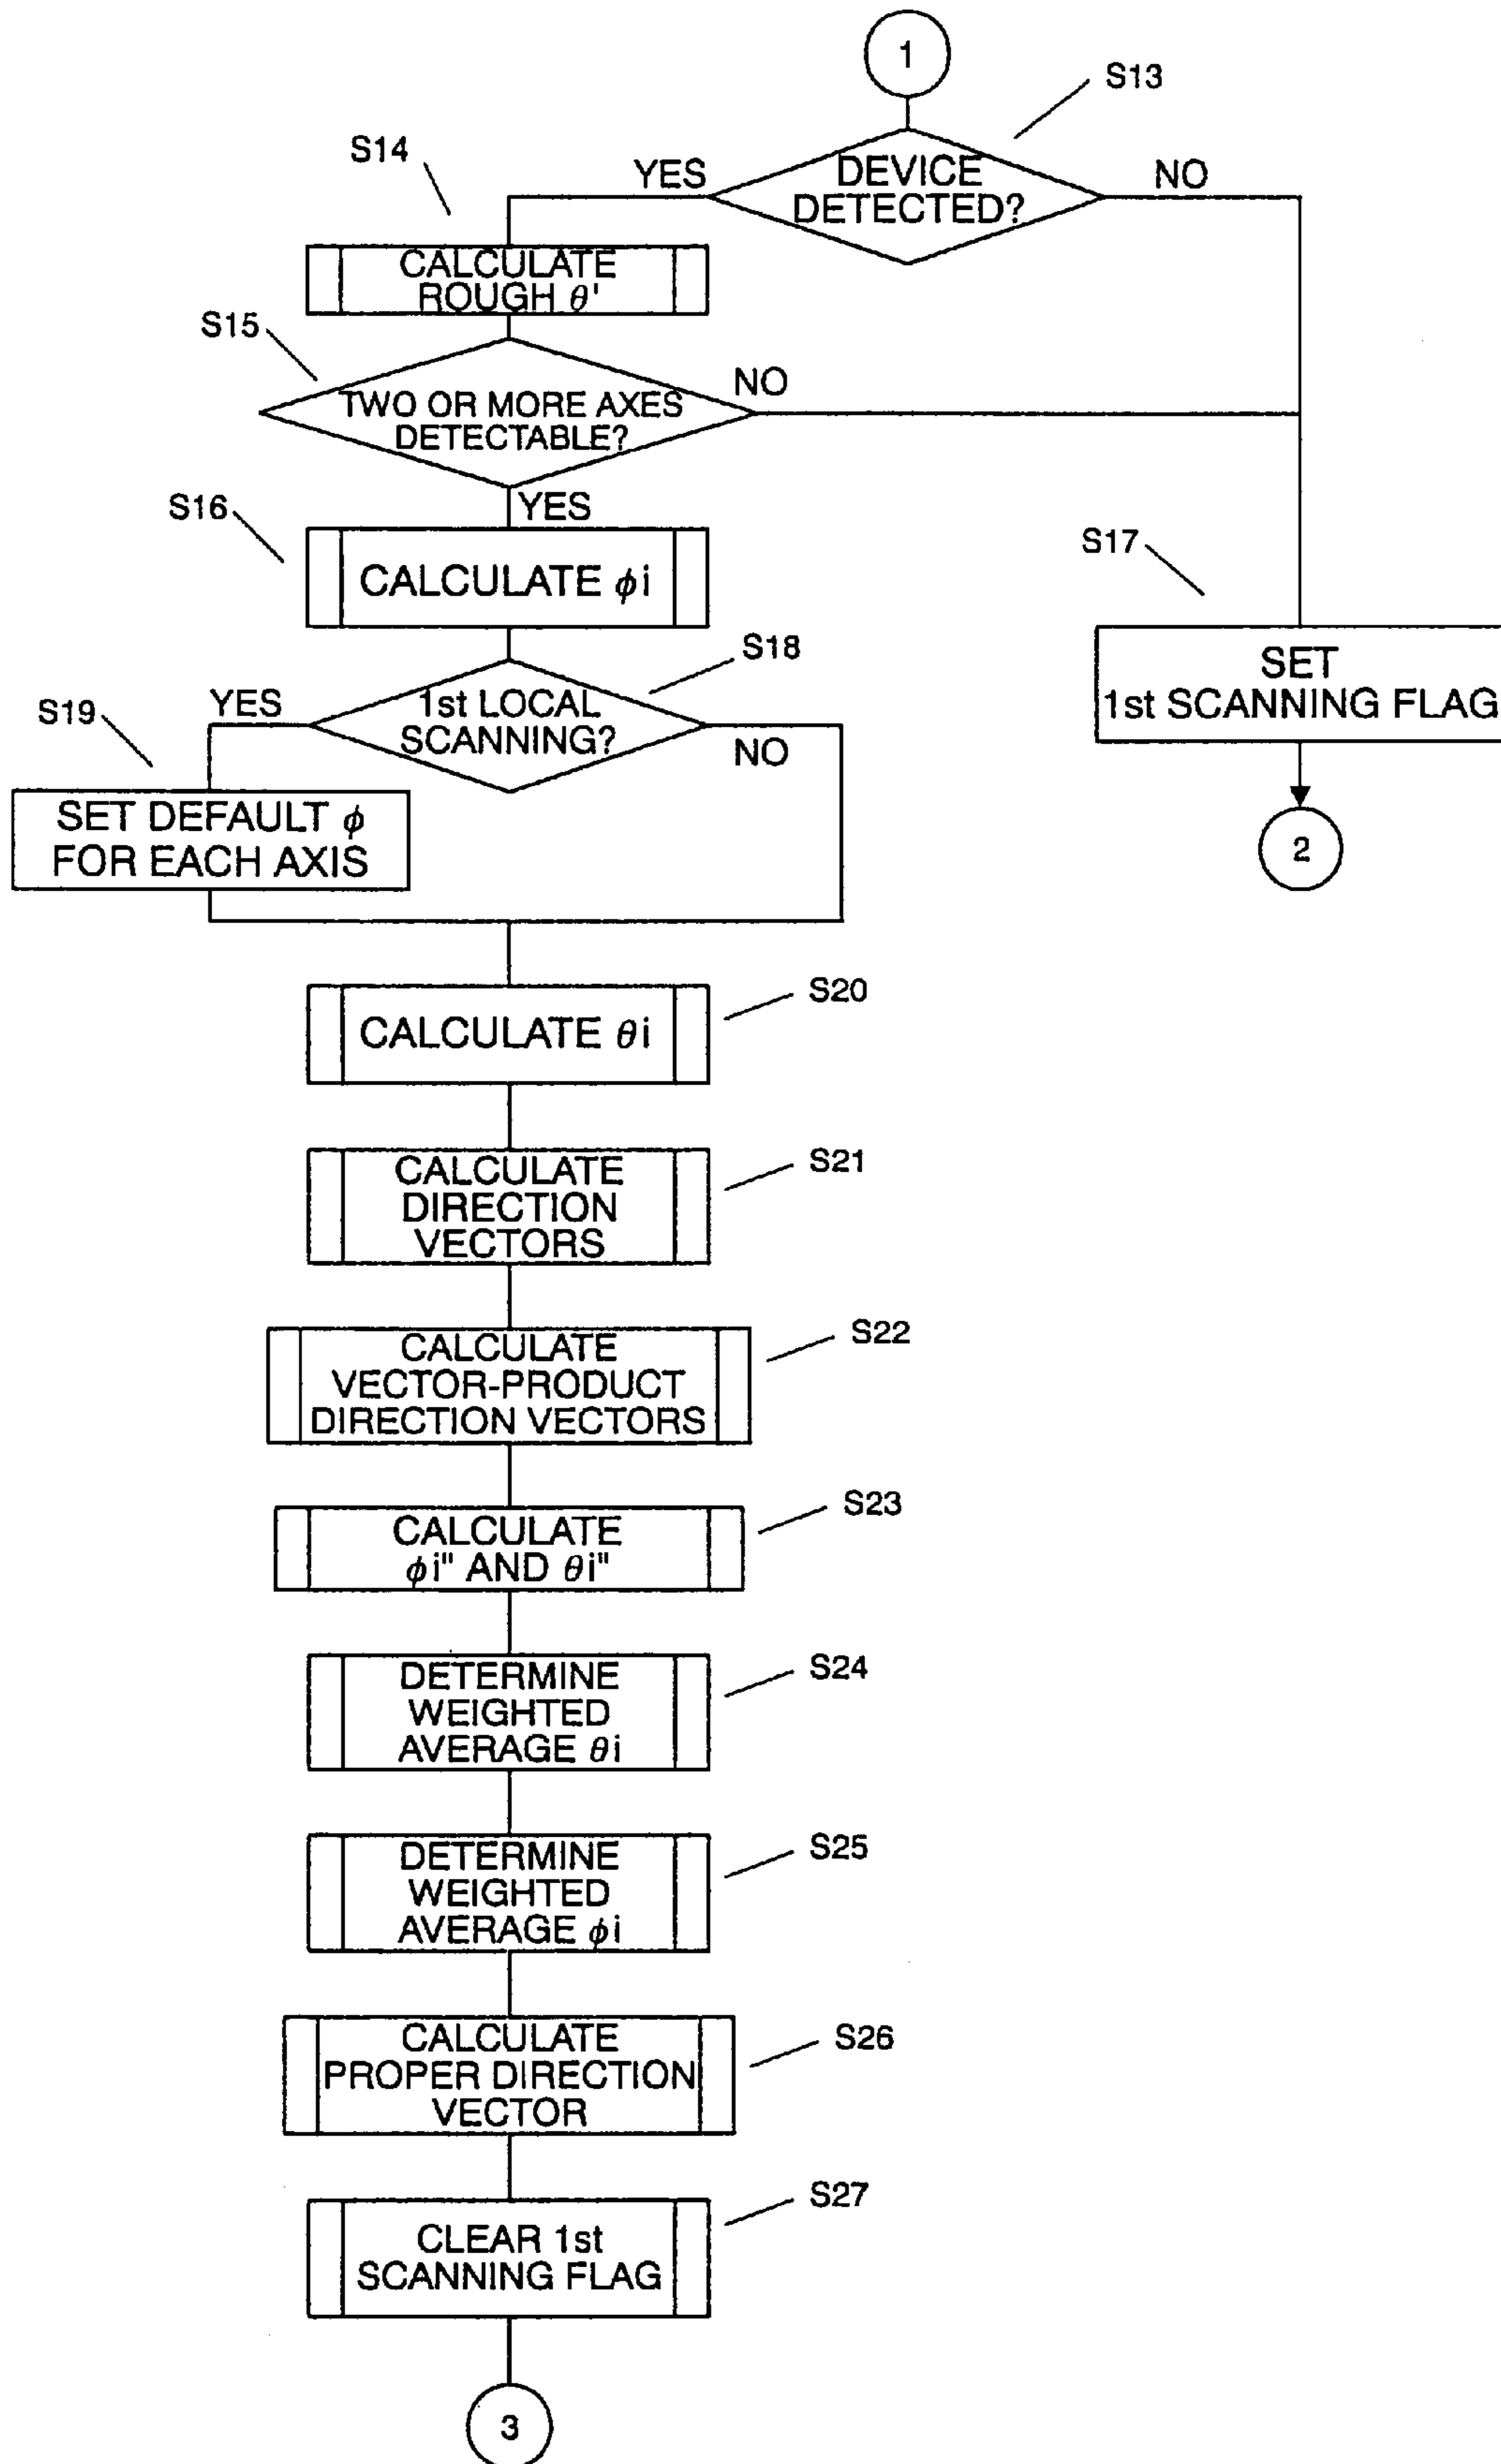 1
S13
S14
YES
DEVICE
DETECTED?
NO
CALCULATE
ROUGH θ'
S15
TWO OR MORE AXES
DETECTABLE?
NO
YES
S16
CALCULATE φi
S17
SET
1st SCANNING FLAG
2
S18
YES
1st LOCAL
SCANNING?
NO
S19
SET DEFAULT φ
FOR EACH AXIS
S20
CALCULATE θi
S21
CALCULATE
DIRECTION
VECTORS
S22
CALCULATE
VECTOR-PRODUCT
DIRECTION VECTORS
S23
CALCULATE
φi" AND θi"
S24
DETERMINE
WEIGHTED
AVERAGE θi
S25
DETERMINE
WEIGHTED
AVERAGE φi
S26
CALCULATE
PROPER DIRECTION
VECTOR
S27
CLEAR 1st
SCANNING FLAG
3